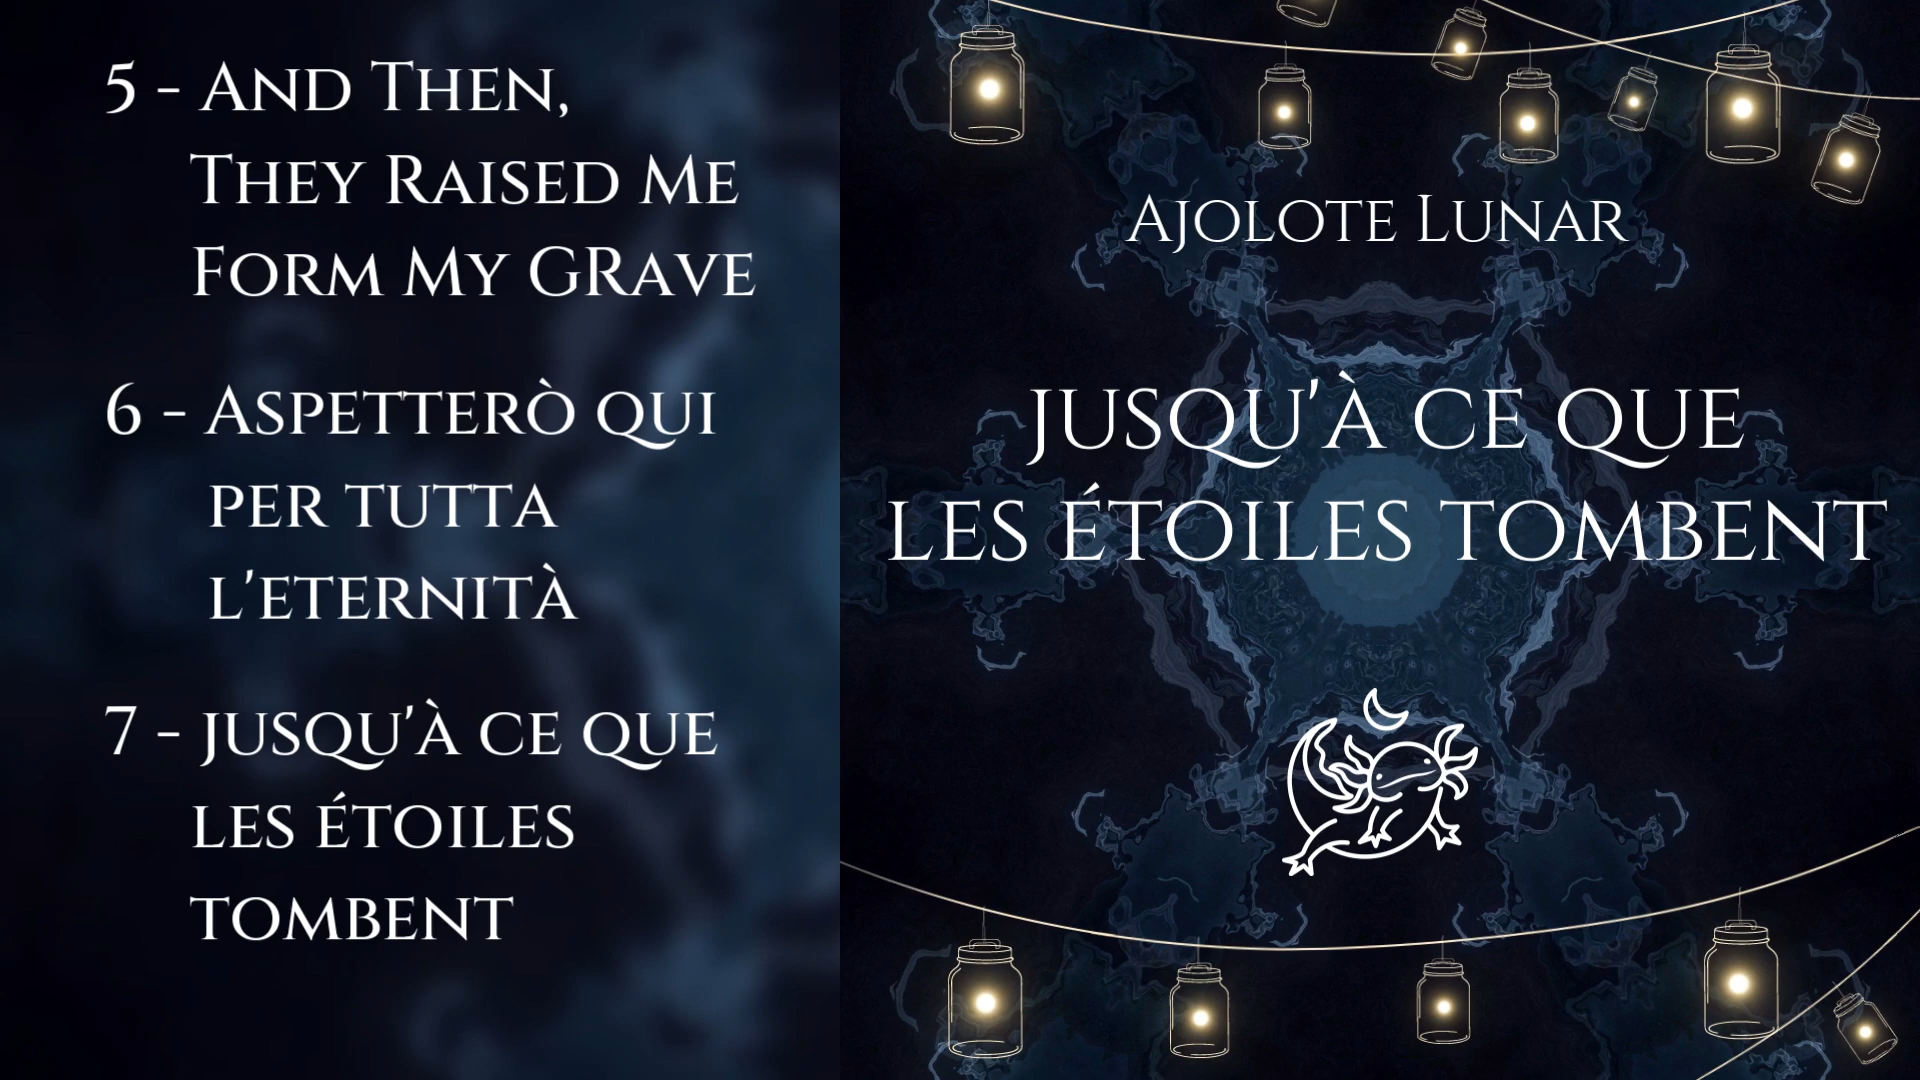 5 - And Then,
They Raised Me
Form My GRave
6 - Aspetterò qui
per tutta
l'eternità
7 - jusqu'à ce que
les étoiles
tombent
Ajolote Lunar
jusqu'à ce que
les étoiles tombent